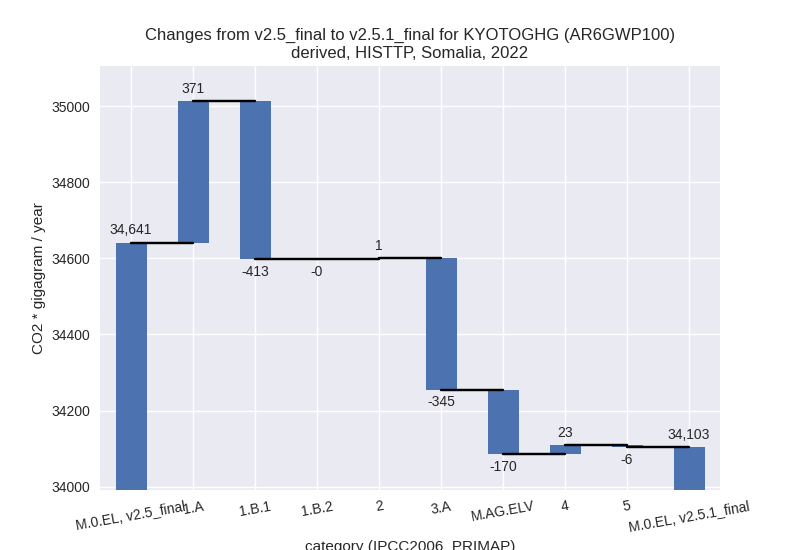 Changes from v2.5_final to v2.5.1_final for KYOTOGHG (AR6GWP100)
derived, HISTTP, Somalia, 2022
CO2 * gigagram / year
35000
34800
34600
34400
34200
34000
34,641
371
-413
-0
1
-345
-170
23
-6
34,103
M.0.EL, v2.5_final
1.A
1.B.1
1.B.2
2
3.A
M.AG.ELV
4
5
M.0.EL, v2.5.1_final
category (IPCC2006_PRIMAP)